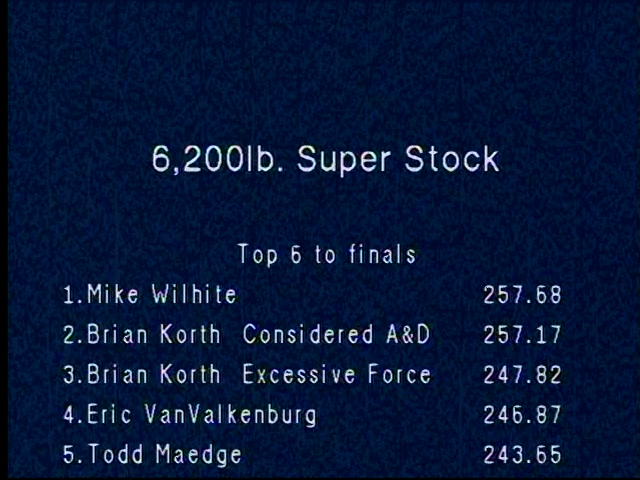 6,200lb. Super Stock
Top 6 to finals
1.Mike Wilhite 257.68
2.Brian Korth Considered A&D 257.17
3.Brian Korth Excessive Force 247.82
4.Eric VanValkenburg 246.87
5.Todd Maedge 243.65